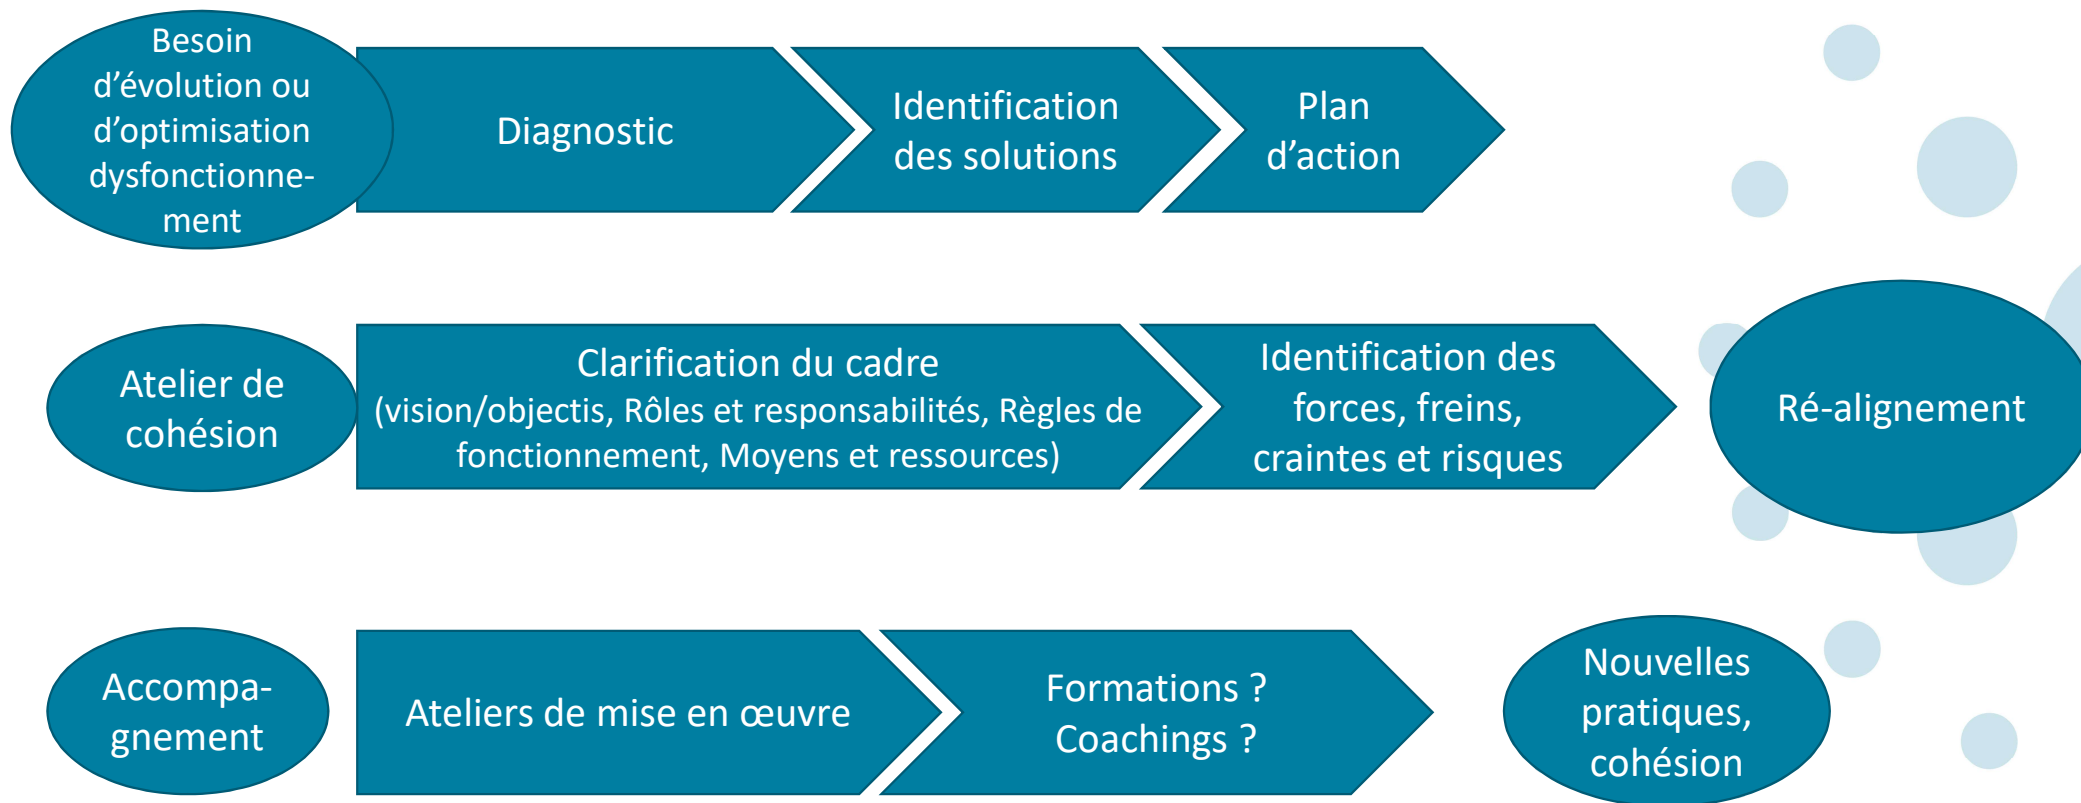 Besoin
d’évolution ou
d’optimisation
dysfonctionne-
ment
Diagnostic
Identification
des solutions
Plan
d’action
Atelier de
cohésion
Clarification du cadre
(vision/objectis, Rôles et responsabilités, Règles de
fonctionnement, Moyens et ressources)
Identification des
forces, freins,
craintes et risques
Ré-alignement
Accompa-
gnement
Ateliers de mise en œuvre
Formations ?
Coachings ?
Nouvelles
pratiques,
cohésion